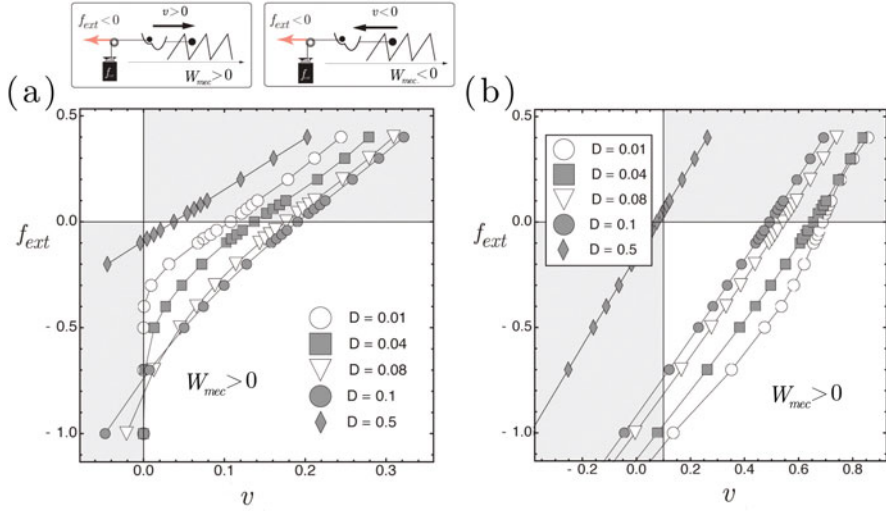 f_ext<0 v>0
f_ext<0 v<0
W_mec>0
W_mec<0
(a)
(b)
0.5
0.0
-0.5
-1.0
f_ext
0.0 0.1 0.2 0.3
v
W_mec>0
D = 0.01
D = 0.04
D = 0.08
D = 0.1
D = 0.5
0.5
0.0
-0.5
-1.0
f_ext
-0.2 0.0 0.2 0.4 0.6 0.8
v
W_mec>0
D = 0.01
D = 0.04
D = 0.08
D = 0.1
D = 0.5